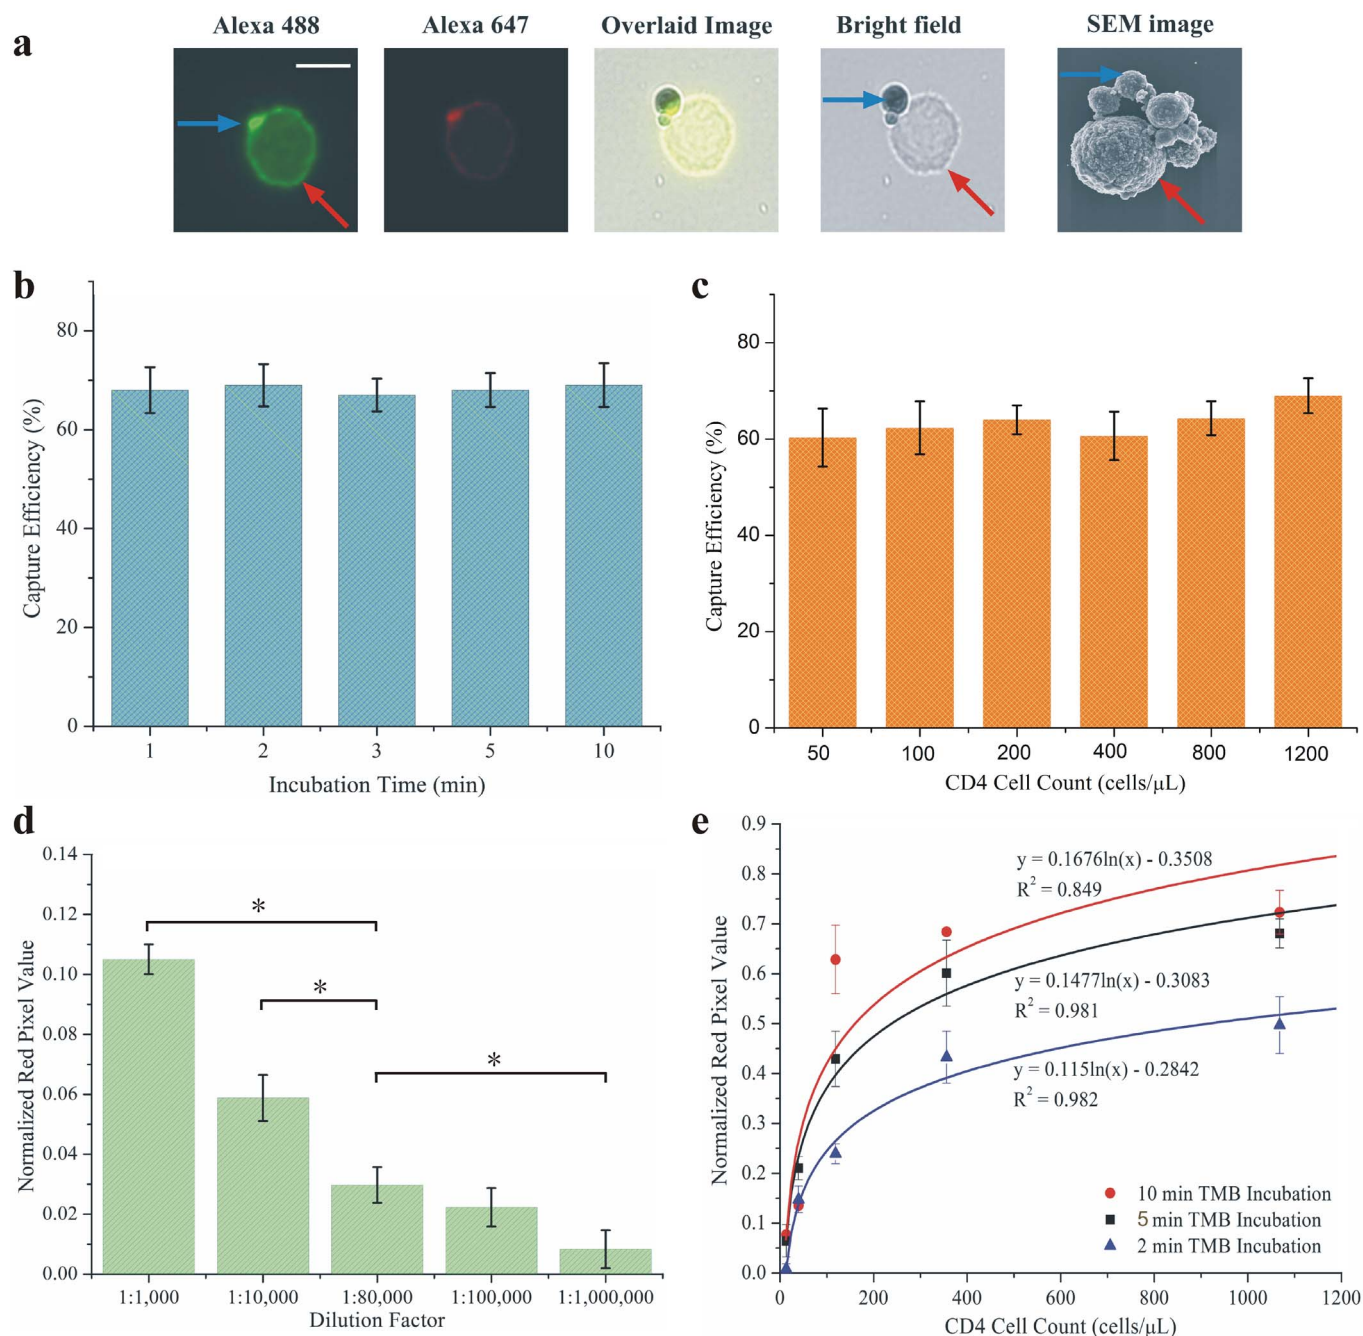 a
Alexa 488
Alexa 647
Overlaid Image
Bright field
SEM image
b
Capture Efficiency (%)
80
60
40
20
0
1 2 3 5 10
Incubation Time (min)
c
Capture Efficiency (%)
80
60
40
20
0
50 100 200 400 800 1200
CD4 Cell Count (cells/μL)
d
Normalized Red Pixel Value
0.14
0.12
0.10
0.08
0.06
0.04
0.02
0.00
*
*
*
1:1,000 1:10,000 1:80,000 1:100,000 1:1,000,000
Dilution Factor
e
Normalized Red Pixel Value
0.9
0.8
0.7
0.6
0.5
0.4
0.3
0.2
0.1
0.0
y = 0.1676ln(x) - 0.3508
R² = 0.849
y = 0.1477ln(x) - 0.3083
R² = 0.981
y = 0.115ln(x) - 0.2842
R² = 0.982
10 min TMB Incubation
5 min TMB Incubation
2 min TMB Incubation
0 200 400 600 800 1000 1200
CD4 Cell Count (cells/μL)